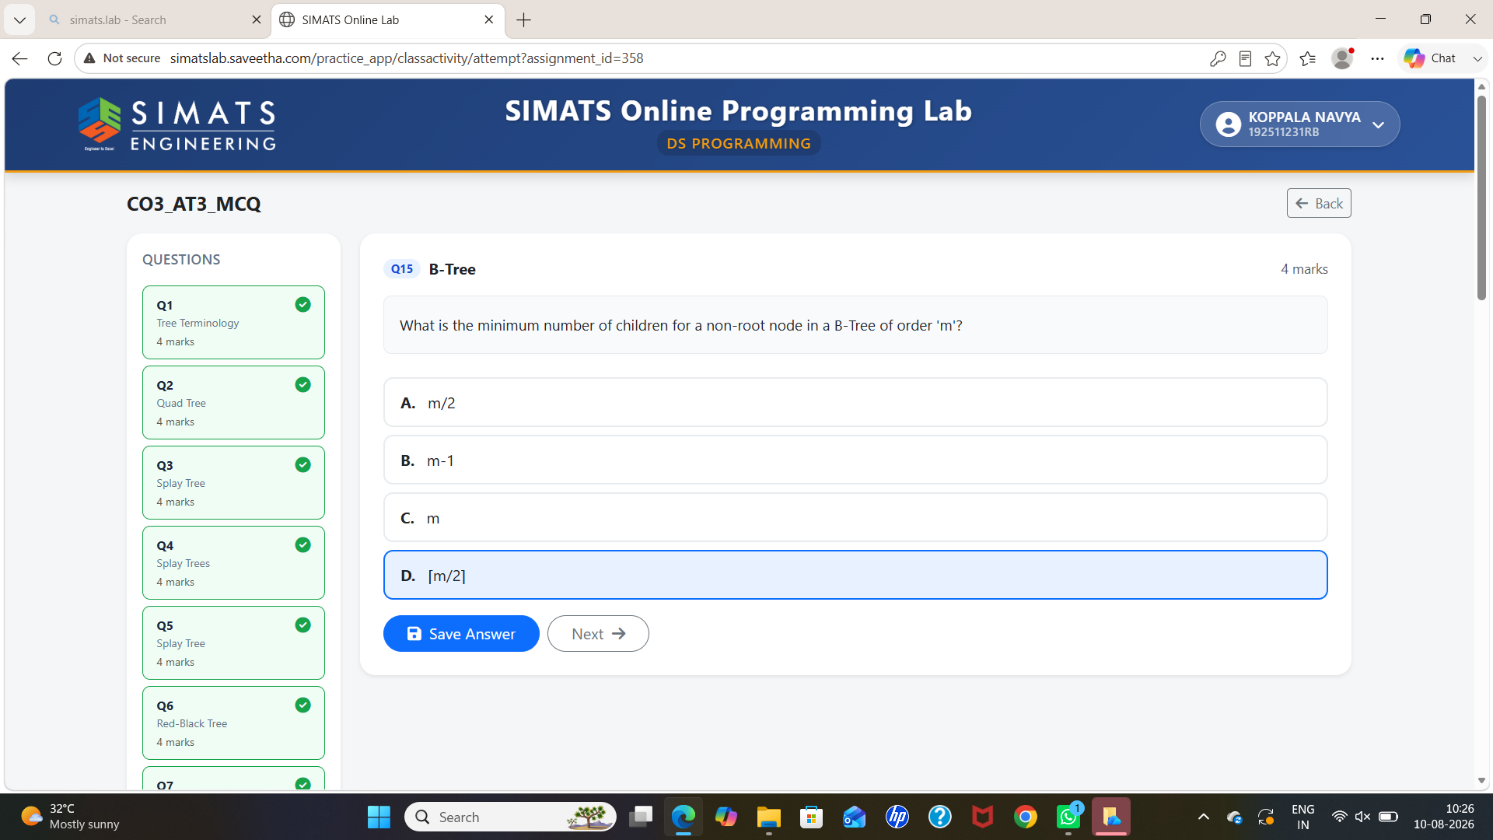 simats.lab - Search
SIMATS Online Lab
Not secure simatslab.saveetha.com/practice_app/classactivity/attempt?assignment_id=358
Chat
SIMATS
ENGINEERING
SIMATS Online Programming Lab
DS PROGRAMMING
KOPPALA NAVYA
192511231RB
CO3_AT3_MCQ
Back
QUESTIONS
Q1
Tree Terminology
4 marks
Q2
Quad Tree
4 marks
Q3
Splay Tree
4 marks
Q4
Splay Trees
4 marks
Q5
Splay Tree
4 marks
Q6
Red-Black Tree
4 marks
Q7
Q15 B-Tree
4 marks
What is the minimum number of children for a non-root node in a B-Tree of order 'm'?
A. m/2
B. m-1
C. m
D. ⌈m/2⌉
Save Answer
Next
32°C
Mostly sunny
Search
hp
1
ENG
IN
10:26
10-08-2026